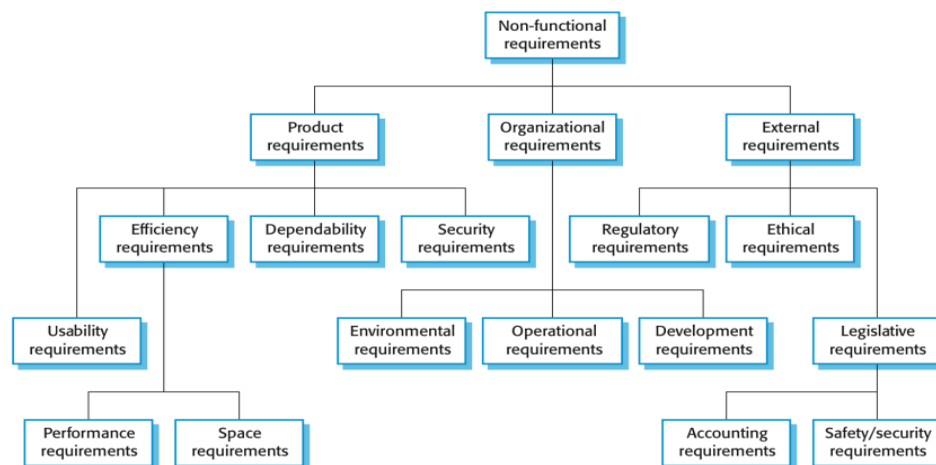 Non-functional
requirements
Product
requirements
Organizational
requirements
External
requirements
Efficiency
requirements
Dependability
requirements
Security
requirements
Regulatory
requirements
Ethical
requirements
Usability
requirements
Environmental
requirements
Operational
requirements
Development
requirements
Legislative
requirements
Performance
requirements
Space
requirements
Accounting
requirements
Safety/security
requirements